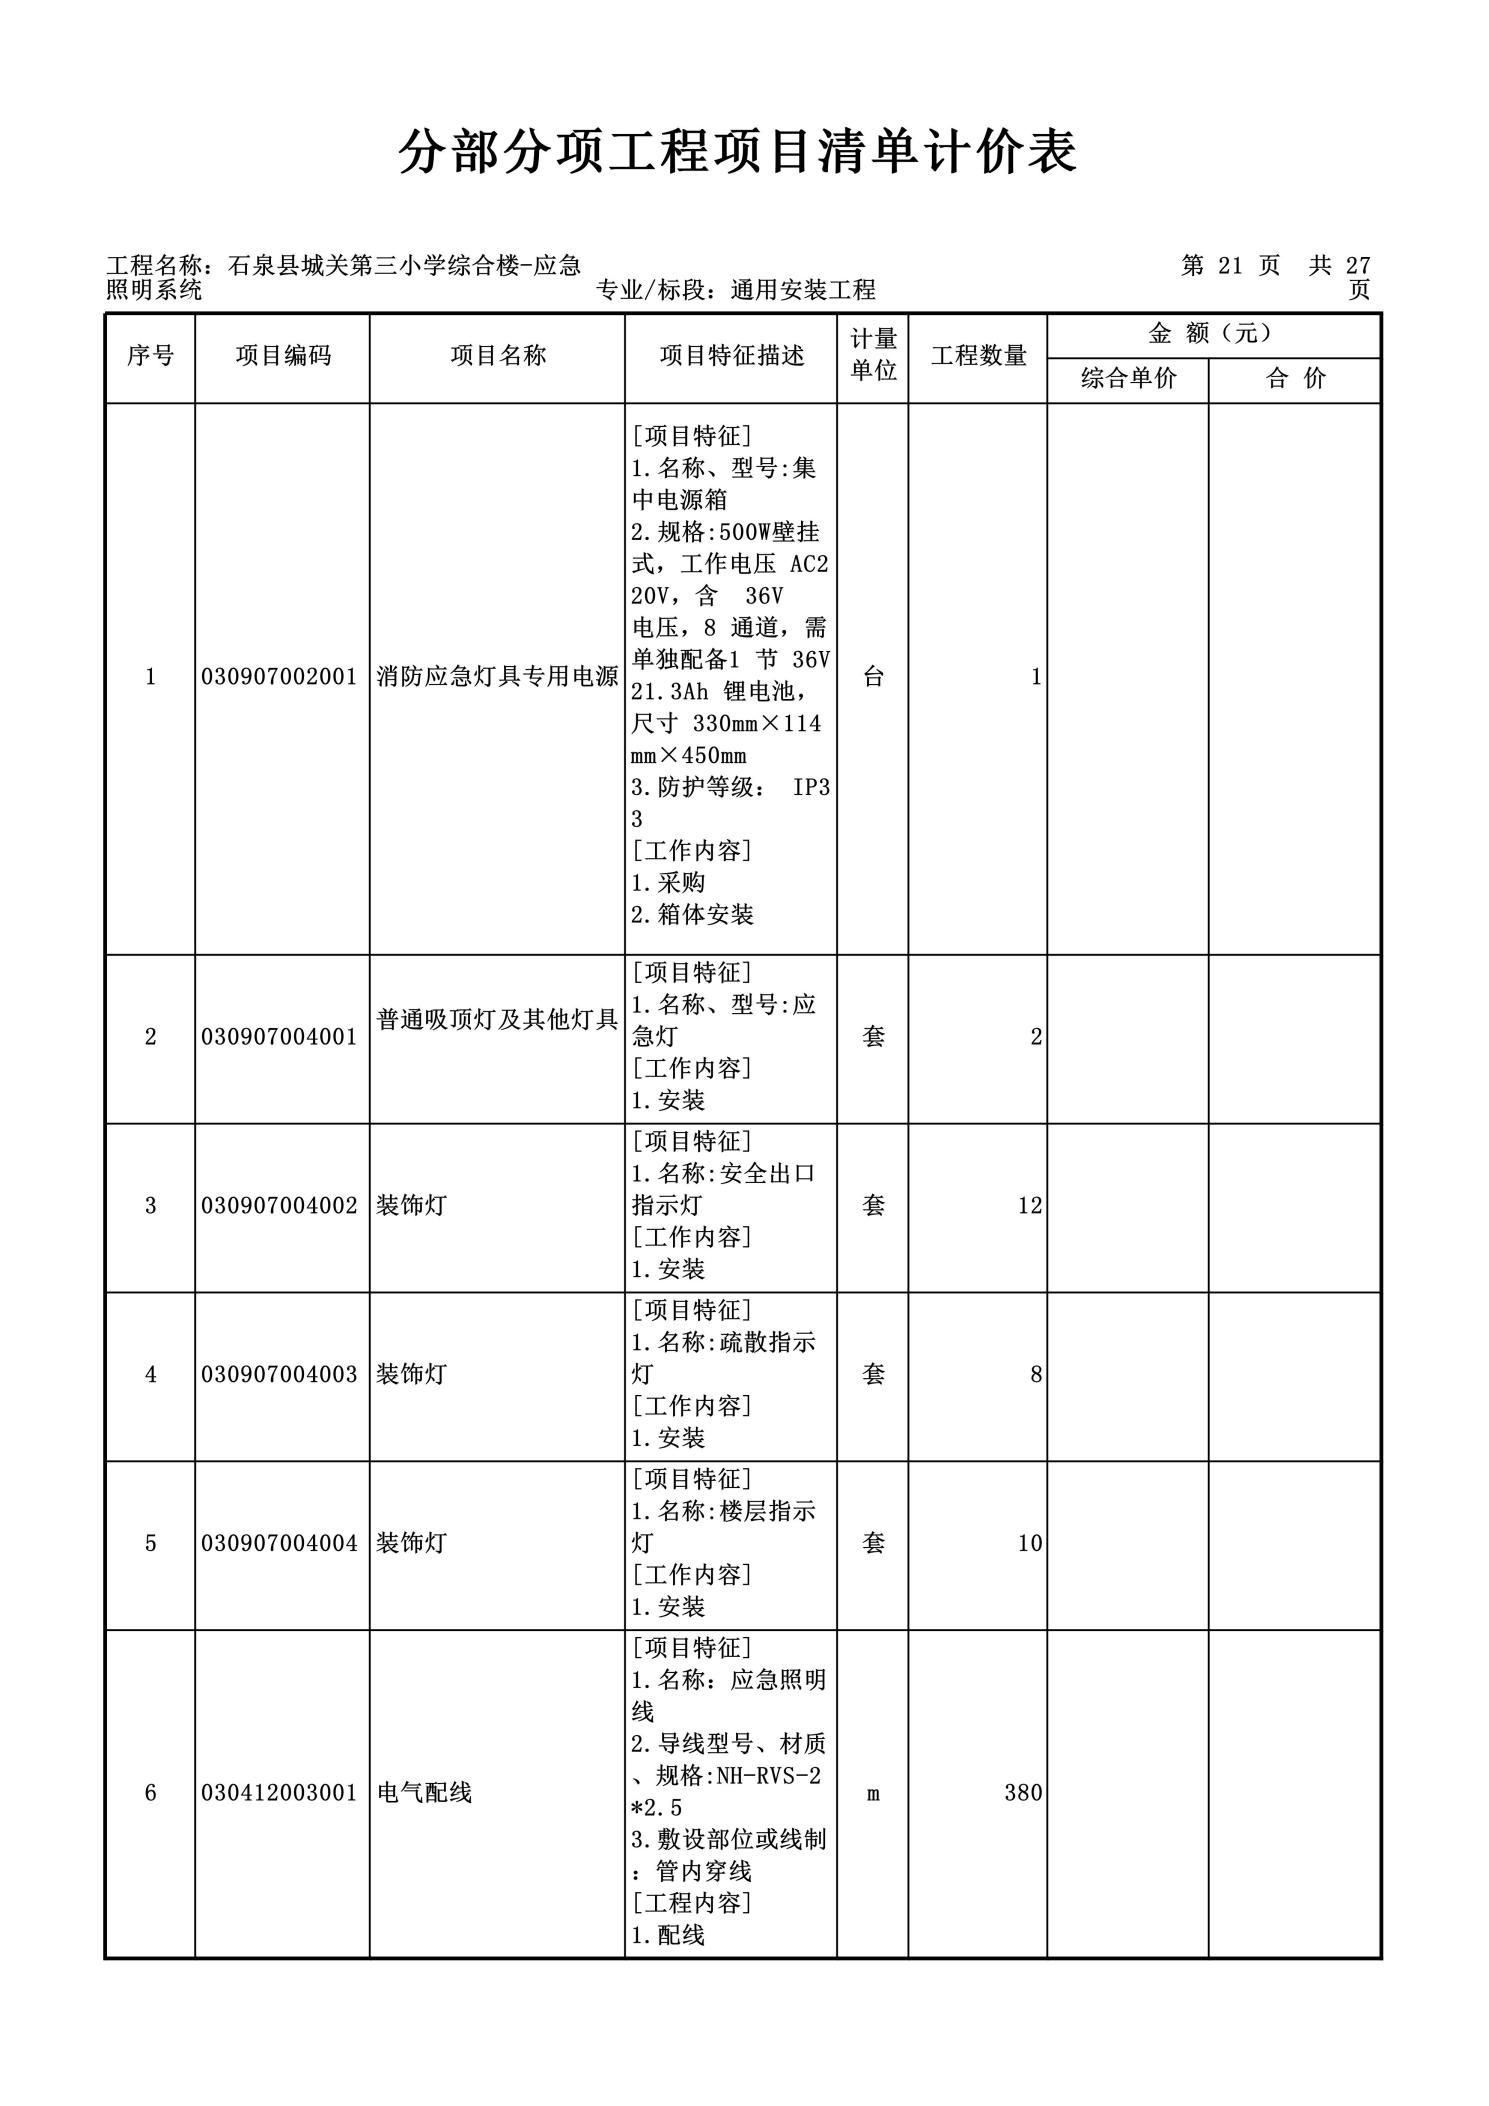 分部分项工程项目清单计价表
工程名称：石泉县城关第三小学综合楼-应急
照明系统
专业/标段：通用安装工程
第 21 页 共 27
页
序号
项目编码
项目名称
项目特征描述
计量
单位
工程数量
金 额（元）
综合单价
合 价
1
030907002001
消防应急灯具专用电源
[项目特征]
1.名称、型号:集
中电源箱
2.规格:500W壁挂
式，工作电压 AC2
20V，含  36V
电压，8 通道，需
单独配备1 节 36V
21.3Ah 锂电池，
尺寸 330mm×114
mm×450mm
3.防护等级： IP3
3
[工作内容]
1.采购
2.箱体安装
台
1
2
030907004001
普通吸顶灯及其他灯具
[项目特征]
1.名称、型号:应
急灯
[工作内容]
1.安装
套
2
3
030907004002
装饰灯
[项目特征]
1.名称:安全出口
指示灯
[工作内容]
1.安装
套
12
4
030907004003
装饰灯
[项目特征]
1.名称:疏散指示
灯
[工作内容]
1.安装
套
8
5
030907004004
装饰灯
[项目特征]
1.名称:楼层指示
灯
[工作内容]
1.安装
套
10
6
030412003001
电气配线
[项目特征]
1.名称：应急照明
线
2.导线型号、材质
、规格:NH-RVS-2
*2.5
3.敷设部位或线制
：管内穿线
[工程内容]
1.配线
m
380